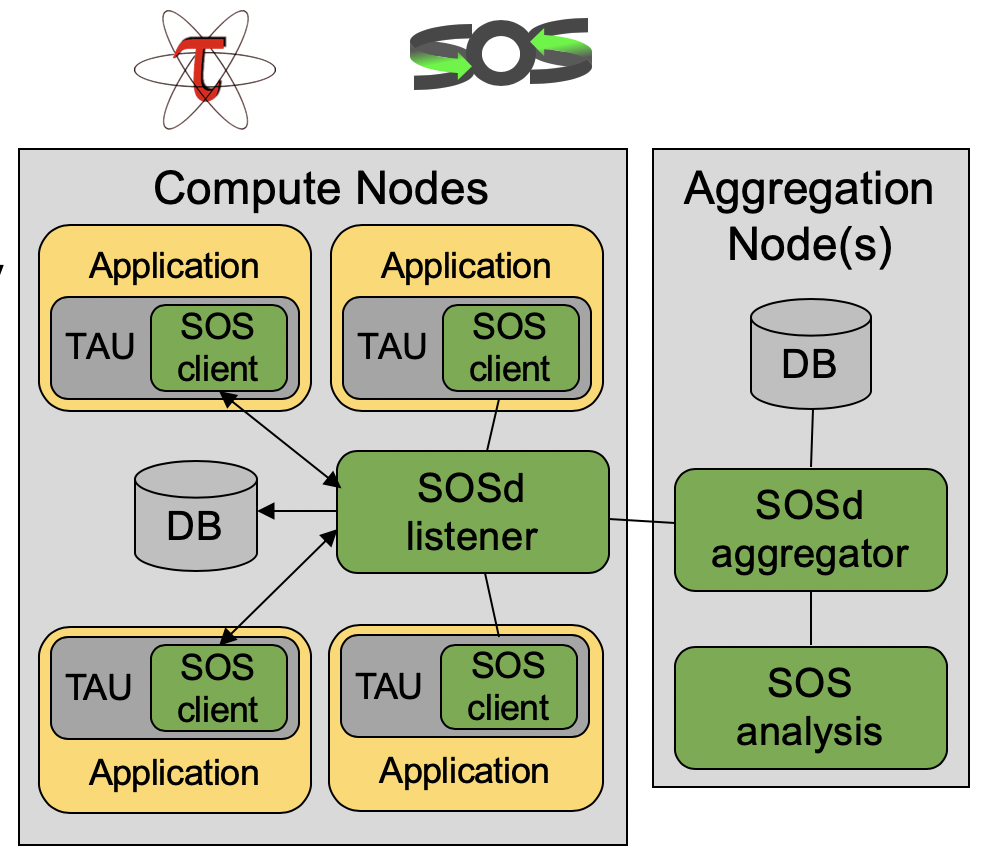 τ
SOS
Compute Nodes
Application
TAU
SOS
client
Application
TAU
SOS
client
DB
SOSd
listener
TAU
SOS
client
Application
TAU
SOS
client
Application
Aggregation
Node(s)
DB
SOSd
aggregator
SOS
analysis